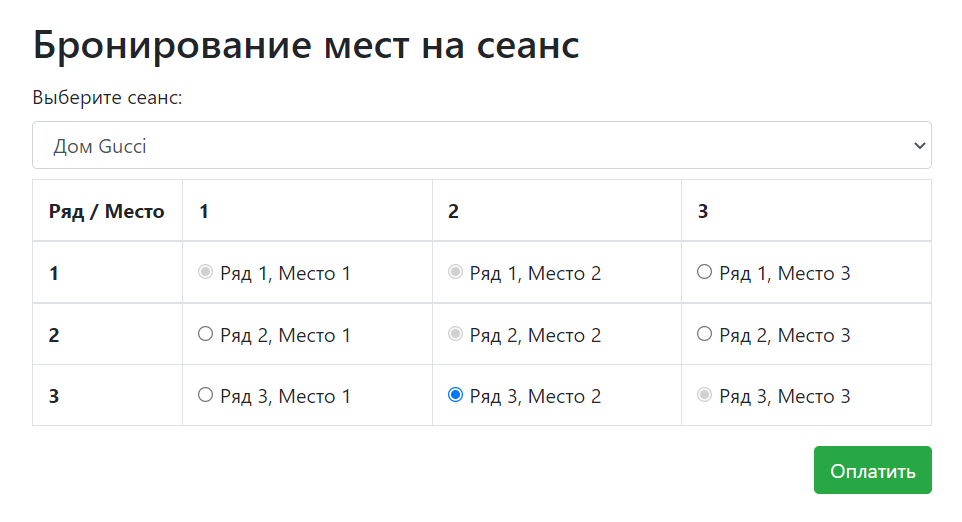 Бронирование мест на сеанс
Выберите сеанс:
Дом Gucci
Ряд / Место 1 2 3
1 Ряд 1, Место 1 Ряд 1, Место 2 Ряд 1, Место 3
2 Ряд 2, Место 1 Ряд 2, Место 2 Ряд 2, Место 3
3 Ряд 3, Место 1 Ряд 3, Место 2 Ряд 3, Место 3
Оплатить